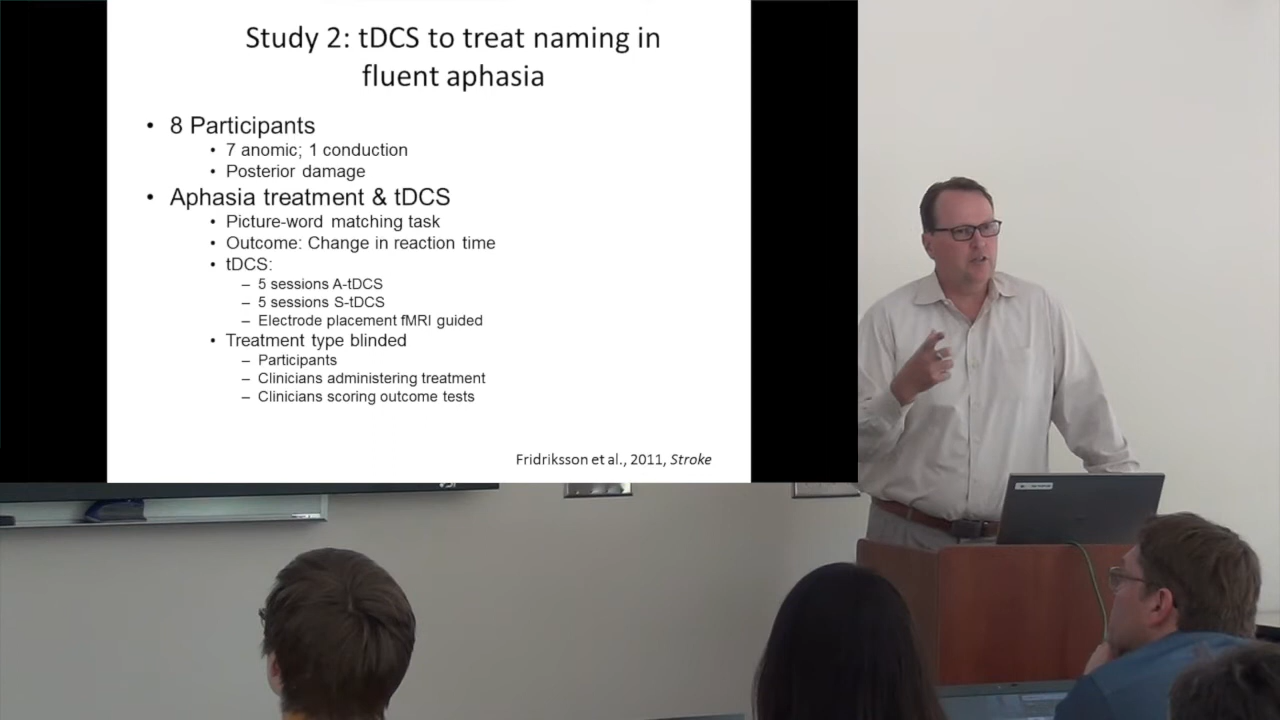 Study 2: tDCS to treat naming in
fluent aphasia
• 8 Participants
• 7 anomic; 1 conduction
• Posterior damage
• Aphasia treatment & tDCS
• Picture-word matching task
• Outcome: Change in reaction time
• tDCS:
– 5 sessions A-tDCS
– 5 sessions S-tDCS
– Electrode placement fMRI guided
• Treatment type blinded
– Participants
– Clinicians administering treatment
– Clinicians scoring outcome tests
Fridriksson et al., 2011, Stroke